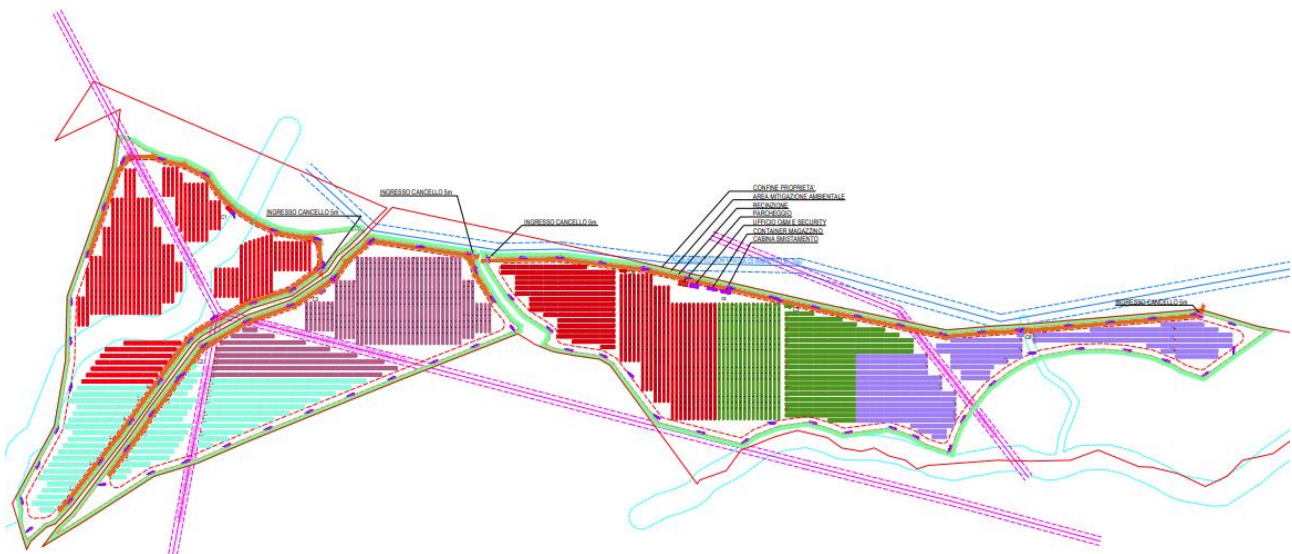 CONFINE PROPRIETA'
INGRESSO CANCELLO 5m
AREA MITIGAZIONE AMBIENTALE
RECINZIONE
INGRESSO CANCELLO 5m
PARCHEGGIO
INGRESSO CANCELLO 5m
UFFICIO O&M E SECURITY
CONTAINER MAGAZZINO
CABINA SMISTAMENTO
INGRESSO CANCELLO 5m
C1